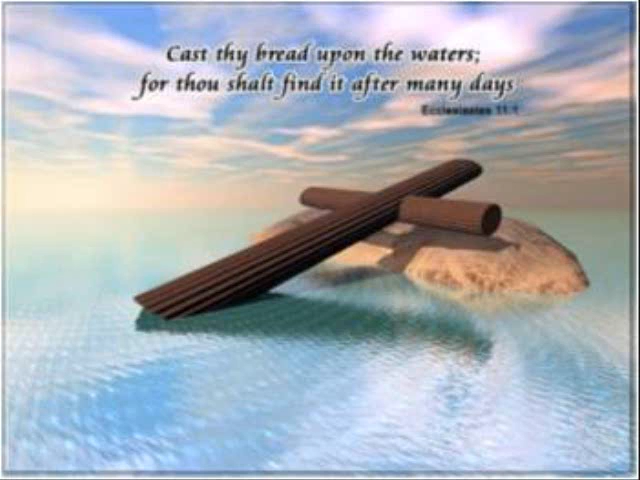 Cast thy bread upon the waters;
for thou shalt find it after many days
Ecclesiastes 11:1